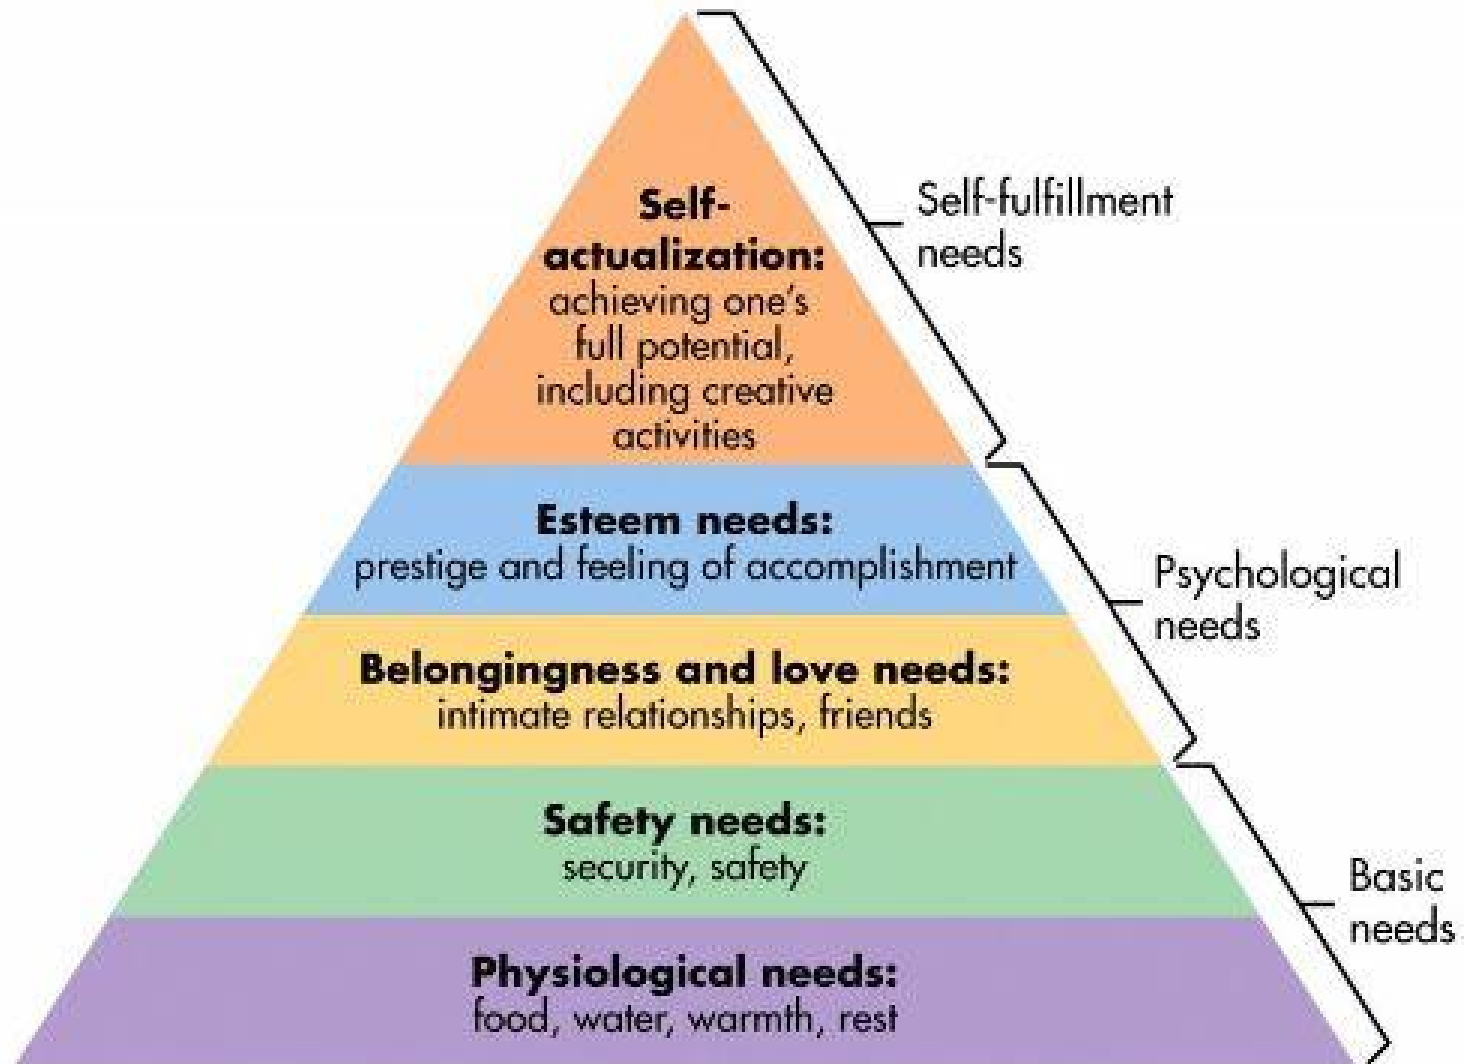 Self-
actualization:
achieving one's
full potential,
including creative
activities
Self-fulfillment
needs
Esteem needs:
prestige and feeling of accomplishment
Belongingness and love needs:
intimate relationships, friends
Psychological
needs
Safety needs:
security, safety
Physiological needs:
food, water, warmth, rest
Basic
needs